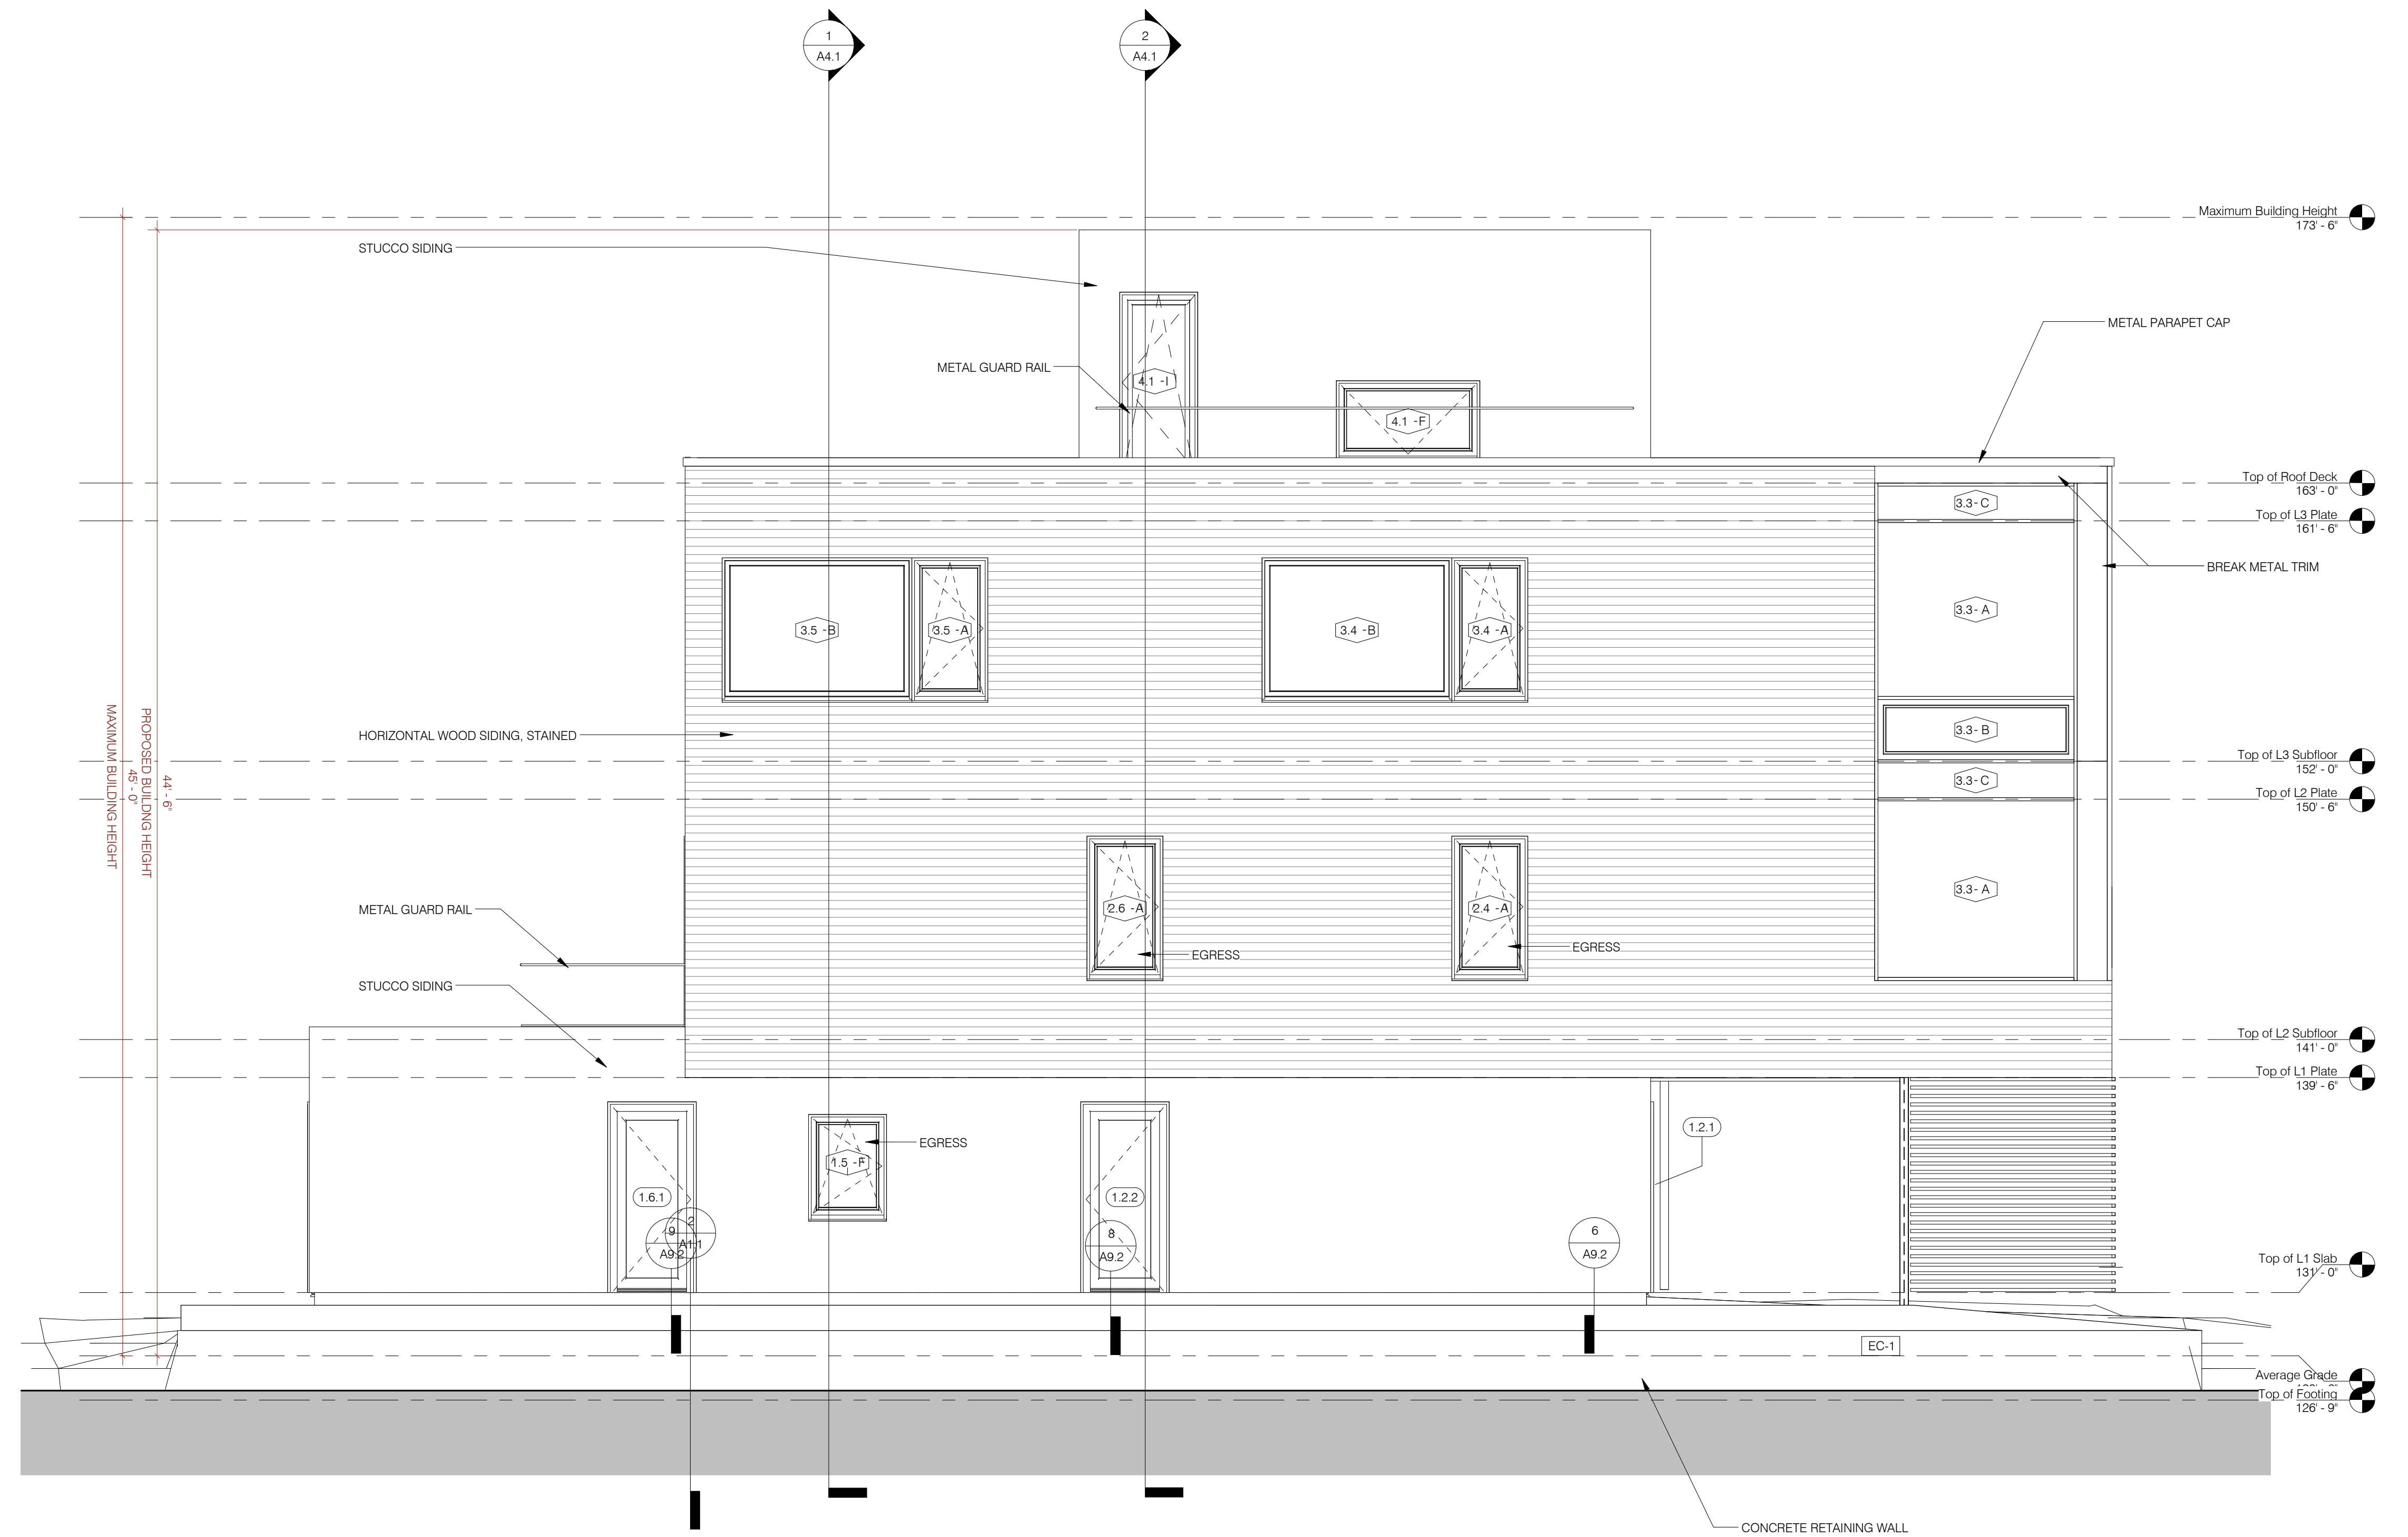 1
A4.1
2
A4.1
Maximum Building Height
173' - 6"
STUCCO SIDING
METAL PARAPET CAP
METAL GUARD RAIL
4.1 -I
4.1 -F
Top of Roof Deck
163' - 0"
3.3- C
Top of L3 Plate
161' - 6"
BREAK METAL TRIM
3.5 -B
3.5 -A
3.4 -B
3.4 -A
3.3- A
HORIZONTAL WOOD SIDING, STAINED
3.3- B
Top of L3 Subfloor
152' - 0"
3.3- C
Top of L2 Plate
150' - 6"
44' - 6"
PROPOSED BUILDING HEIGHT
45' - 0"
MAXIMUM BUILDING HEIGHT
3.3- A
METAL GUARD RAIL
2.6 -A
2.4 -A
EGRESS
EGRESS
STUCCO SIDING
Top of L2 Subfloor
141' - 0"
Top of L1 Plate
139' - 6"
1.2.1
EGRESS
1.5 -F
1.6.1
1.2.2
2
A1.1
9
A9.2
8
A9.2
6
A9.2
Top of L1 Slab
131' - 0"
EC-1
Average Grade
Top of Footing
126' - 9"
CONCRETE RETAINING WALL